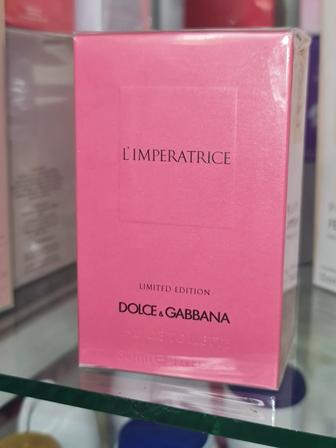 L'IMPERATRICE
LIMITED EDITION
DOLCE & GABBANA